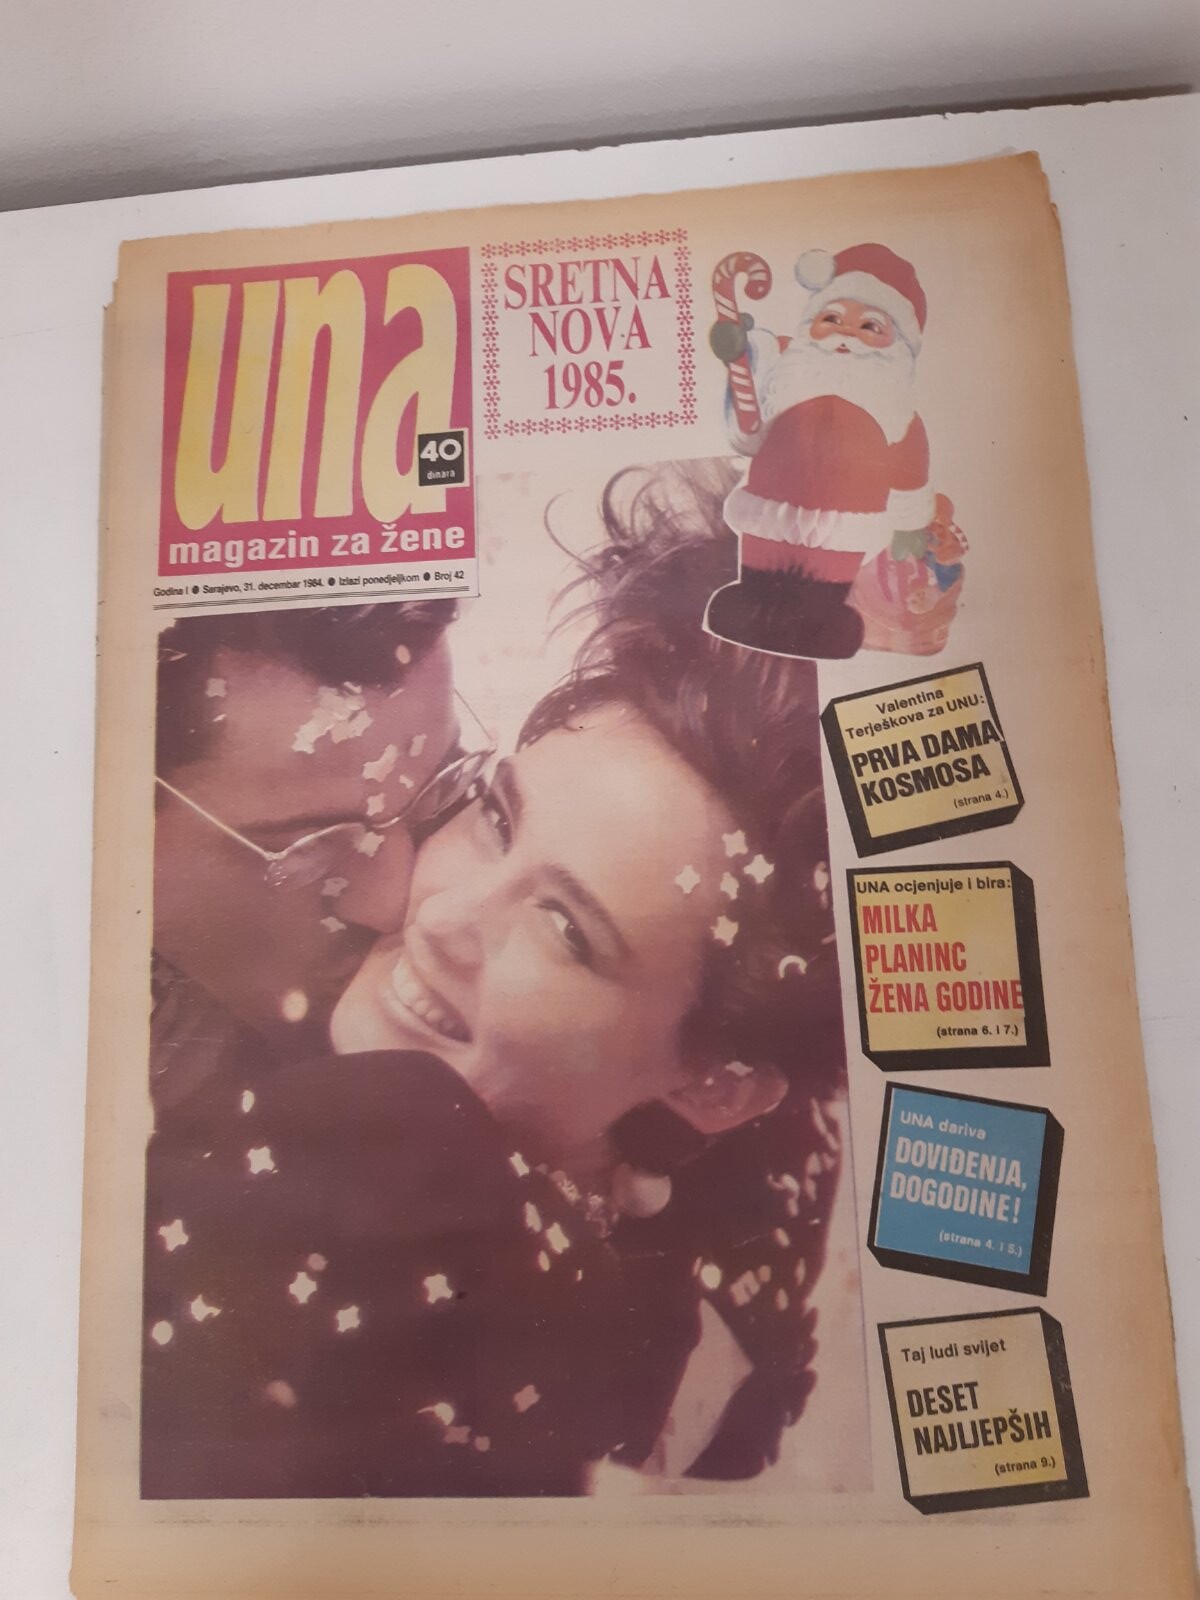 una
40
dinara
magazin za žene
Godina I ● Sarajevo, 31. decembar 1984. ● Izlazi ponedjeljkom ● Broj 42
SRETNA
NOVA
1985.
Valentina
Terješkova za UNU:
PRVA DAMA
KOSMOSA
(strana 4.)
UNA ocjenjuje i bira:
MILKA
PLANINC
ŽENA GODINE
(strana 6. i 7.)
UNA dariva
DOVIĐENJA,
DOGODINE!
(strana 4. i 5.)
Taj ludi svijet
DESET
NAJLJEPŠIH
(strana 9.)